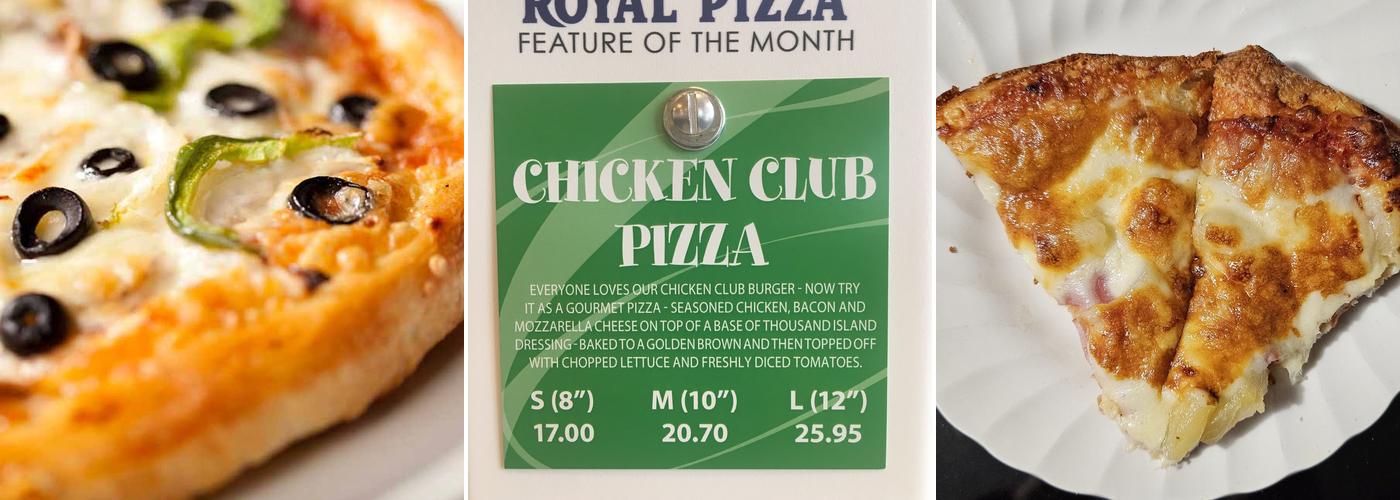 ROYAL PIZZA
FEATURE OF THE MONTH
CHICKEN CLUB
PIZZA
EVERYONE LOVES OUR CHICKEN CLUB BURGER - NOW TRY
IT AS A GOURMET PIZZA - SEASONED CHICKEN, BACON AND
MOZZARELLA CHEESE ON TOP OF A BASE OF THOUSAND ISLAND
DRESSING - BAKED TO A GOLDEN BROWN AND THEN TOPPED OFF
WITH CHOPPED LETTUCE AND FRESHLY DICED TOMATOES.
S (8") M (10") L (12")
17.00 20.70 25.95